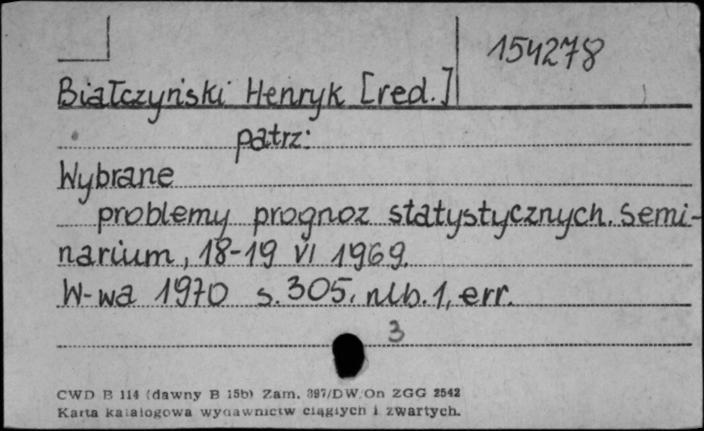 154278
Białczyński Henryk [red.]
patrz:
Wybrane
problemy prognoz statystycznych. Semi-
narium, 18-19 VI 1969.
W-wa 1970 s. 305, nlb. 1, err.
3
CWD B 114 (dawny B 15b) Zam. 397/DW/On ZGG 2542
Karta katalogowa wydawnictw ciągłych i zwartych.